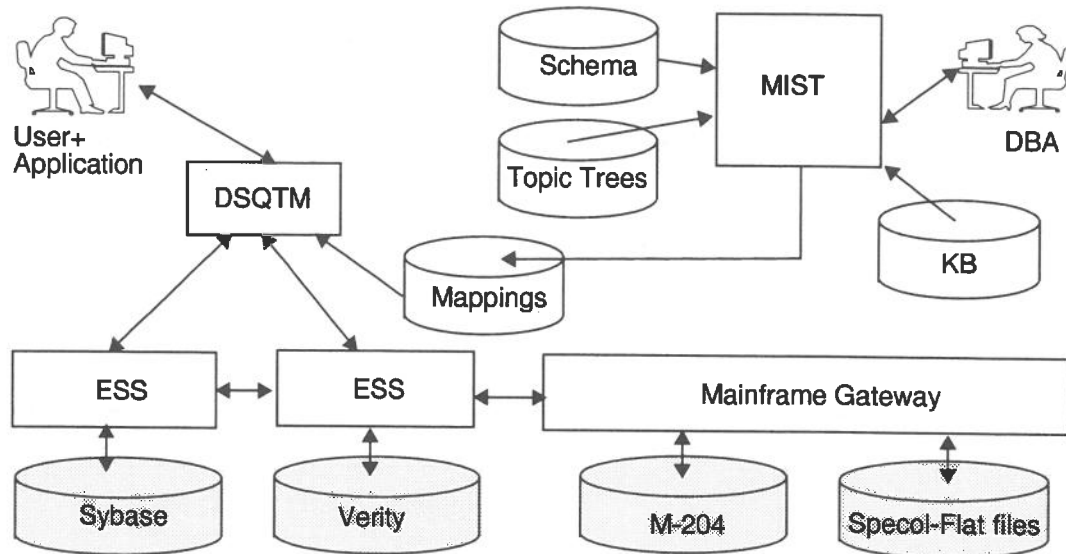 Schema
MIST
User+
Application
DBA
Topic Trees
DSQTM
KB
Mappings
ESS
ESS
Mainframe Gateway
Sybase
Verity
M-204
Specol-Flat files